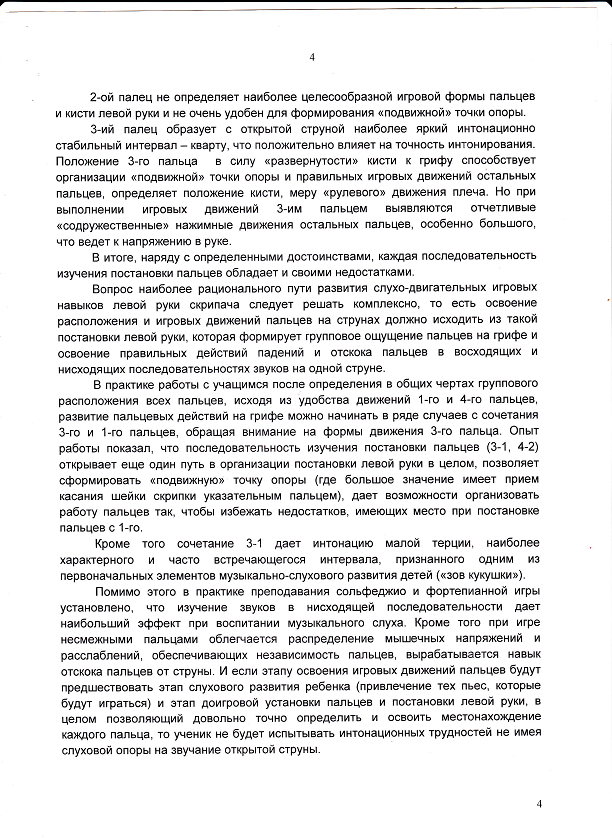 4
2-ой палец не определяет наиболее целесообразной игровой формы пальцев
и кисти левой руки и не очень удобен для формирования «подвижной» точки опоры.
3-ий палец образует с открытой струной наиболее яркий интонационно
стабильный интервал – кварту, что положительно влияет на точность интонирования.
Положение 3-го пальца в силу «развернутости» кисти к грифу способствует
организации «подвижной» точки опоры и правильных игровых движений остальных
пальцев, определяет положение кисти, меру «рулевого» движения плеча. Но при
выполнении игровых движений 3-им пальцем выявляются отчетливые
«содружественные» нажимные движения остальных пальцев, особенно большого,
что ведет к напряжению в руке.
В итоге, наряду с определенными достоинствами, каждая последовательность
изучения постановки пальцев обладает и своими недостатками.
Вопрос наиболее рационального пути развития слухо-двигательных игровых
навыков левой руки скрипача следует решать комплексно, то есть освоение
расположения и игровых движений пальцев на струнах должно исходить из такой
постановки левой руки, которая формирует групповое ощущение пальцев на грифе и
освоение правильных действий падений и отскока пальцев в восходящих и
нисходящих последовательностях звуков на одной струне.
В практике работы с учащимся после определения в общих чертах группового
расположения всех пальцев, исходя из удобства движений 1-го и 4-го пальцев,
развитие пальцевых действий на грифе можно начинать в ряде случаев с сочетания
3-го и 1-го пальцев, обращая внимание на формы движения 3-го пальца. Опыт
работы показал, что последовательность изучения постановки пальцев (3-1, 4-2)
открывает еще один путь в организации постановки левой руки в целом, позволяет
сформировать «подвижную» точку опоры (где большое значение имеет прием
касания шейки скрипки указательным пальцем), дает возможности организовать
работу пальцев так, чтобы избежать недостатков, имеющих место при постановке
пальцев с 1-го.
Кроме того сочетание 3-1 дает интонацию малой терции, наиболее
характерного и часто встречающегося интервала, признанного одним из
первоначальных элементов музыкально-слухового развития детей («зов кукушки»).
Помимо этого в практике преподавания сольфеджио и фортепианной игры
установлено, что изучение звуков в нисходящей последовательности дает
наибольший эффект при воспитании музыкального слуха. Кроме того при игре
несмежными пальцами облегчается распределение мышечных напряжений и
расслаблений, обеспечивающих независимость пальцев, вырабатывается навык
отскока пальцев от струны. И если этапу освоения игровых движений пальцев будут
предшествовать этап слухового развития ребенка (привлечение тех пьес, которые
будут играться) и этап доигровой установки пальцев и постановки левой руки, в
целом позволяющий довольно точно определить и освоить местонахождение
каждого пальца, то ученик не будет испытывать интонационных трудностей не имея
слуховой опоры на звучание открытой струны.
4